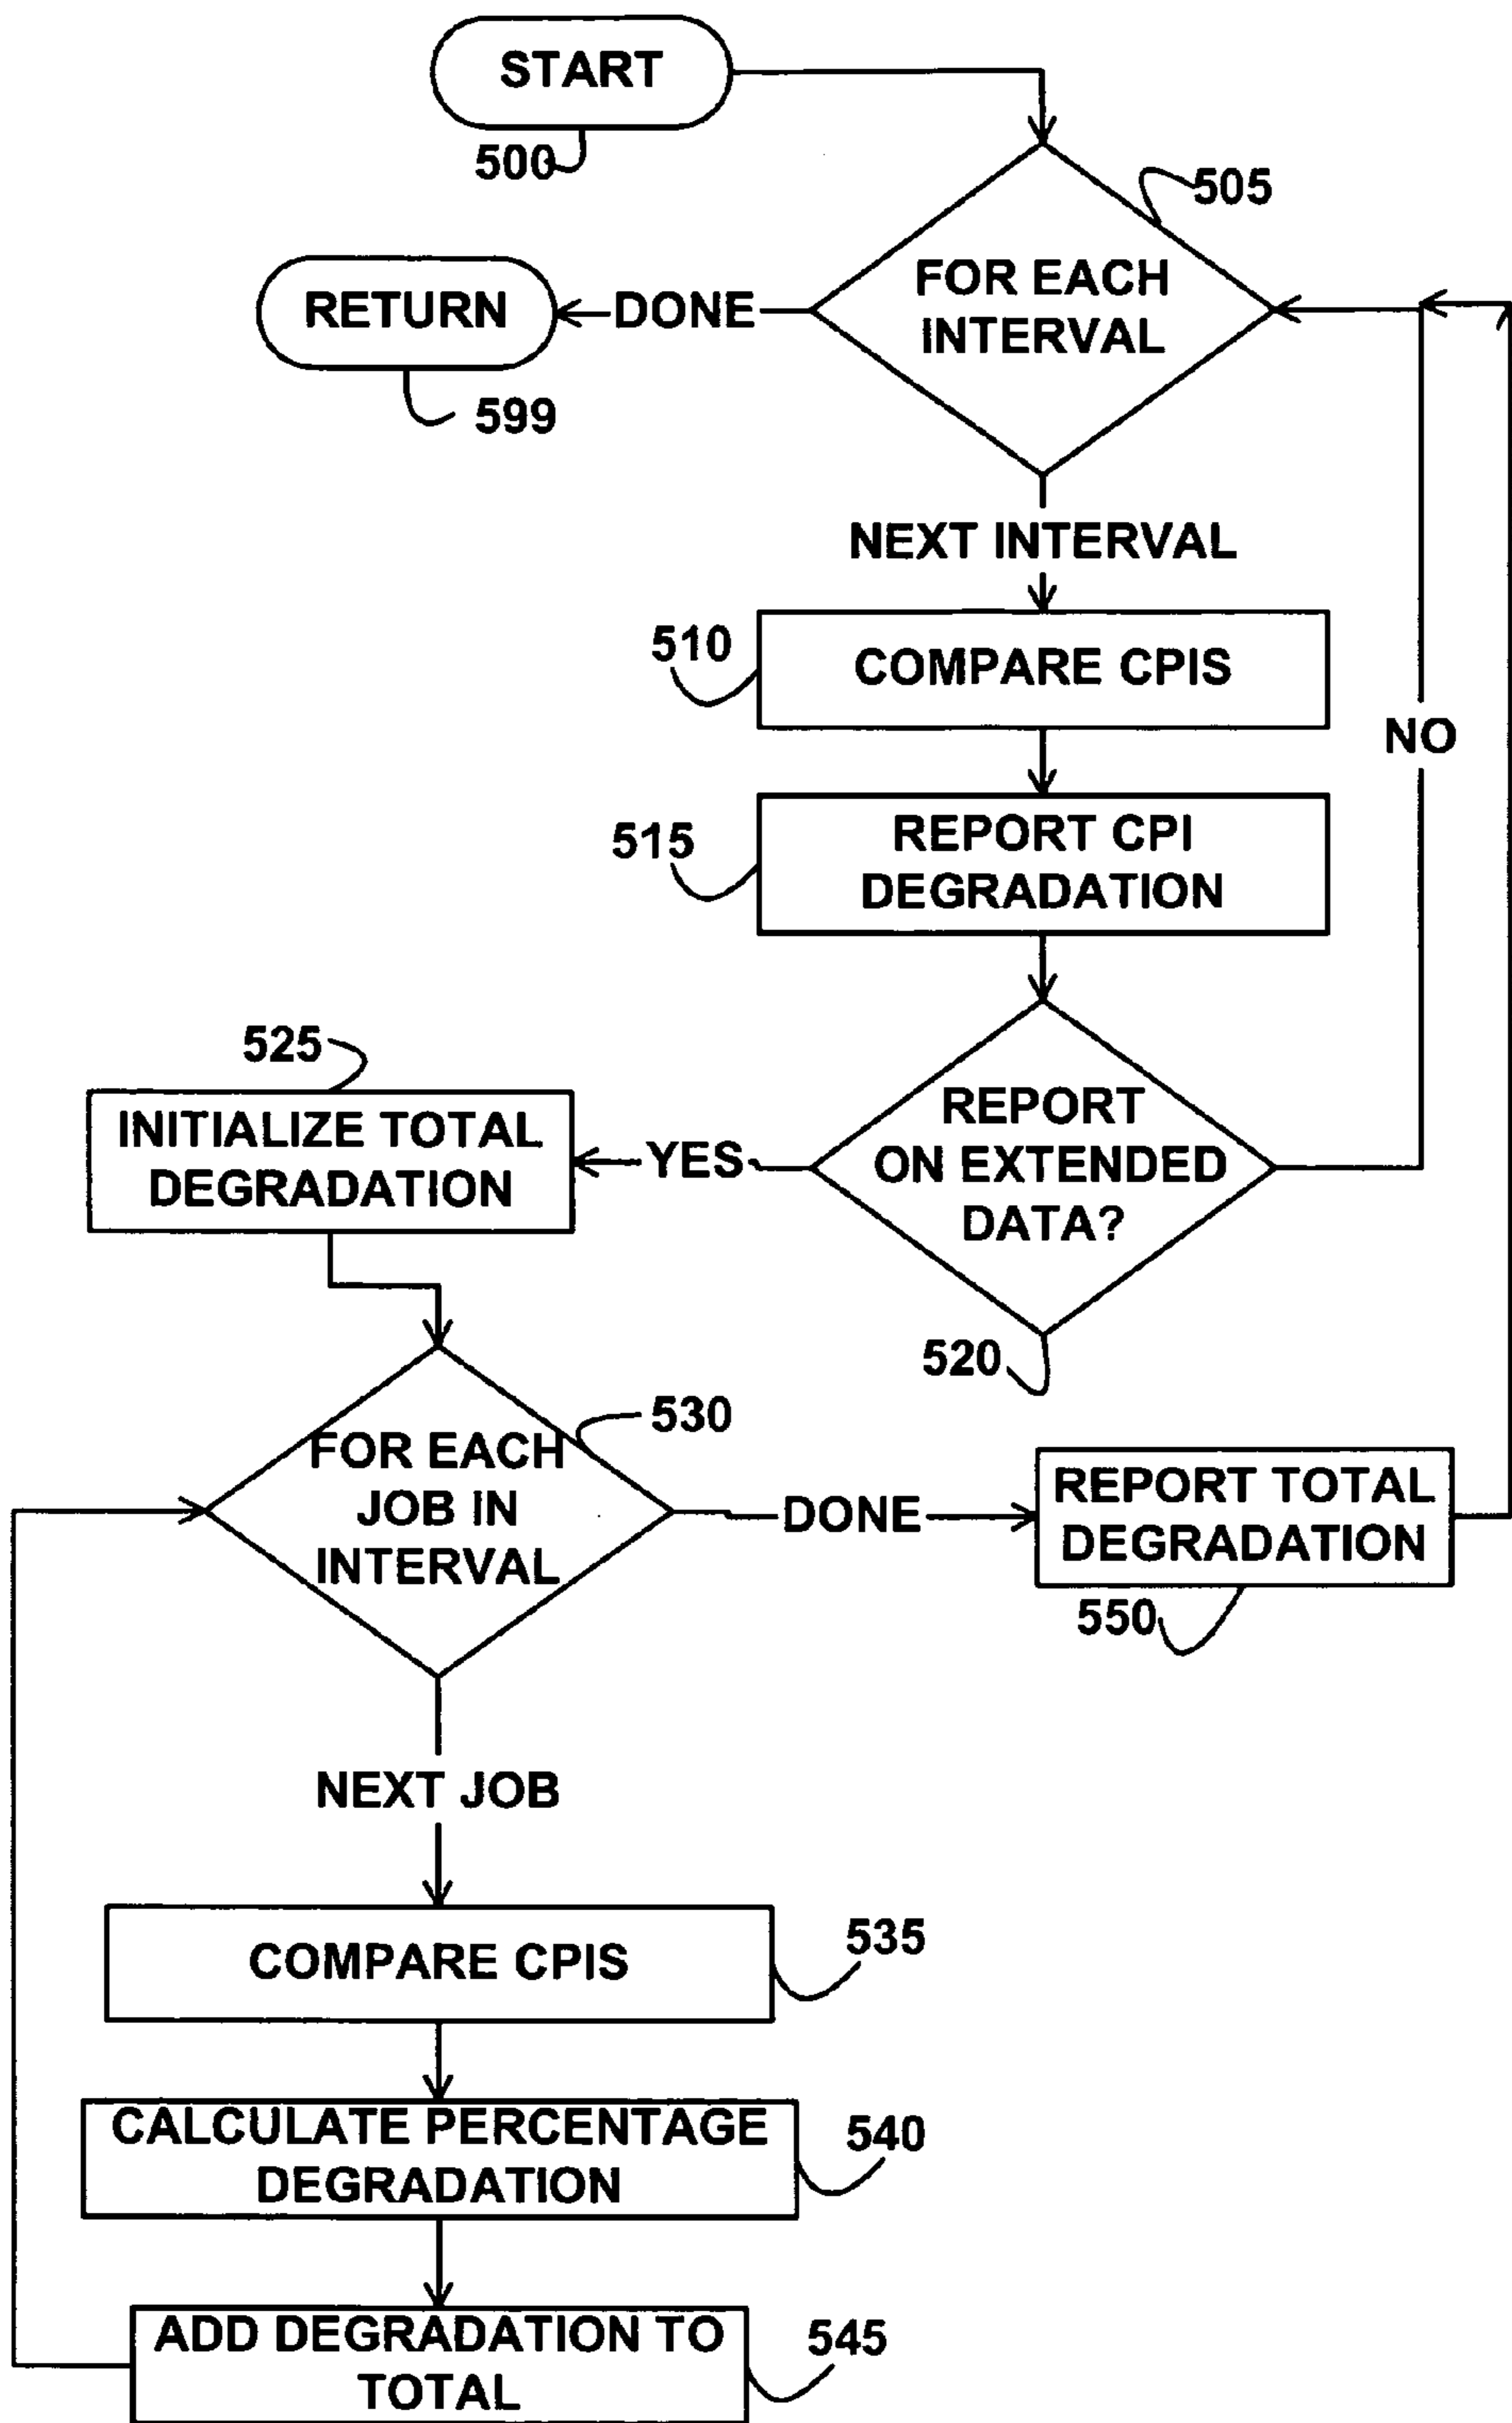 START
500
505
FOR EACH
INTERVAL
RETURN
DONE
599
NEXT INTERVAL
510
COMPARE CPIS
NO
515
REPORT CPI
DEGRADATION
525
INITIALIZE TOTAL
DEGRADATION
YES
REPORT
ON EXTENDED
DATA?
520
530
FOR EACH
JOB IN
INTERVAL
DONE
REPORT TOTAL
DEGRADATION
550
NEXT JOB
COMPARE CPIS
535
CALCULATE PERCENTAGE
DEGRADATION
540
ADD DEGRADATION TO
TOTAL
545